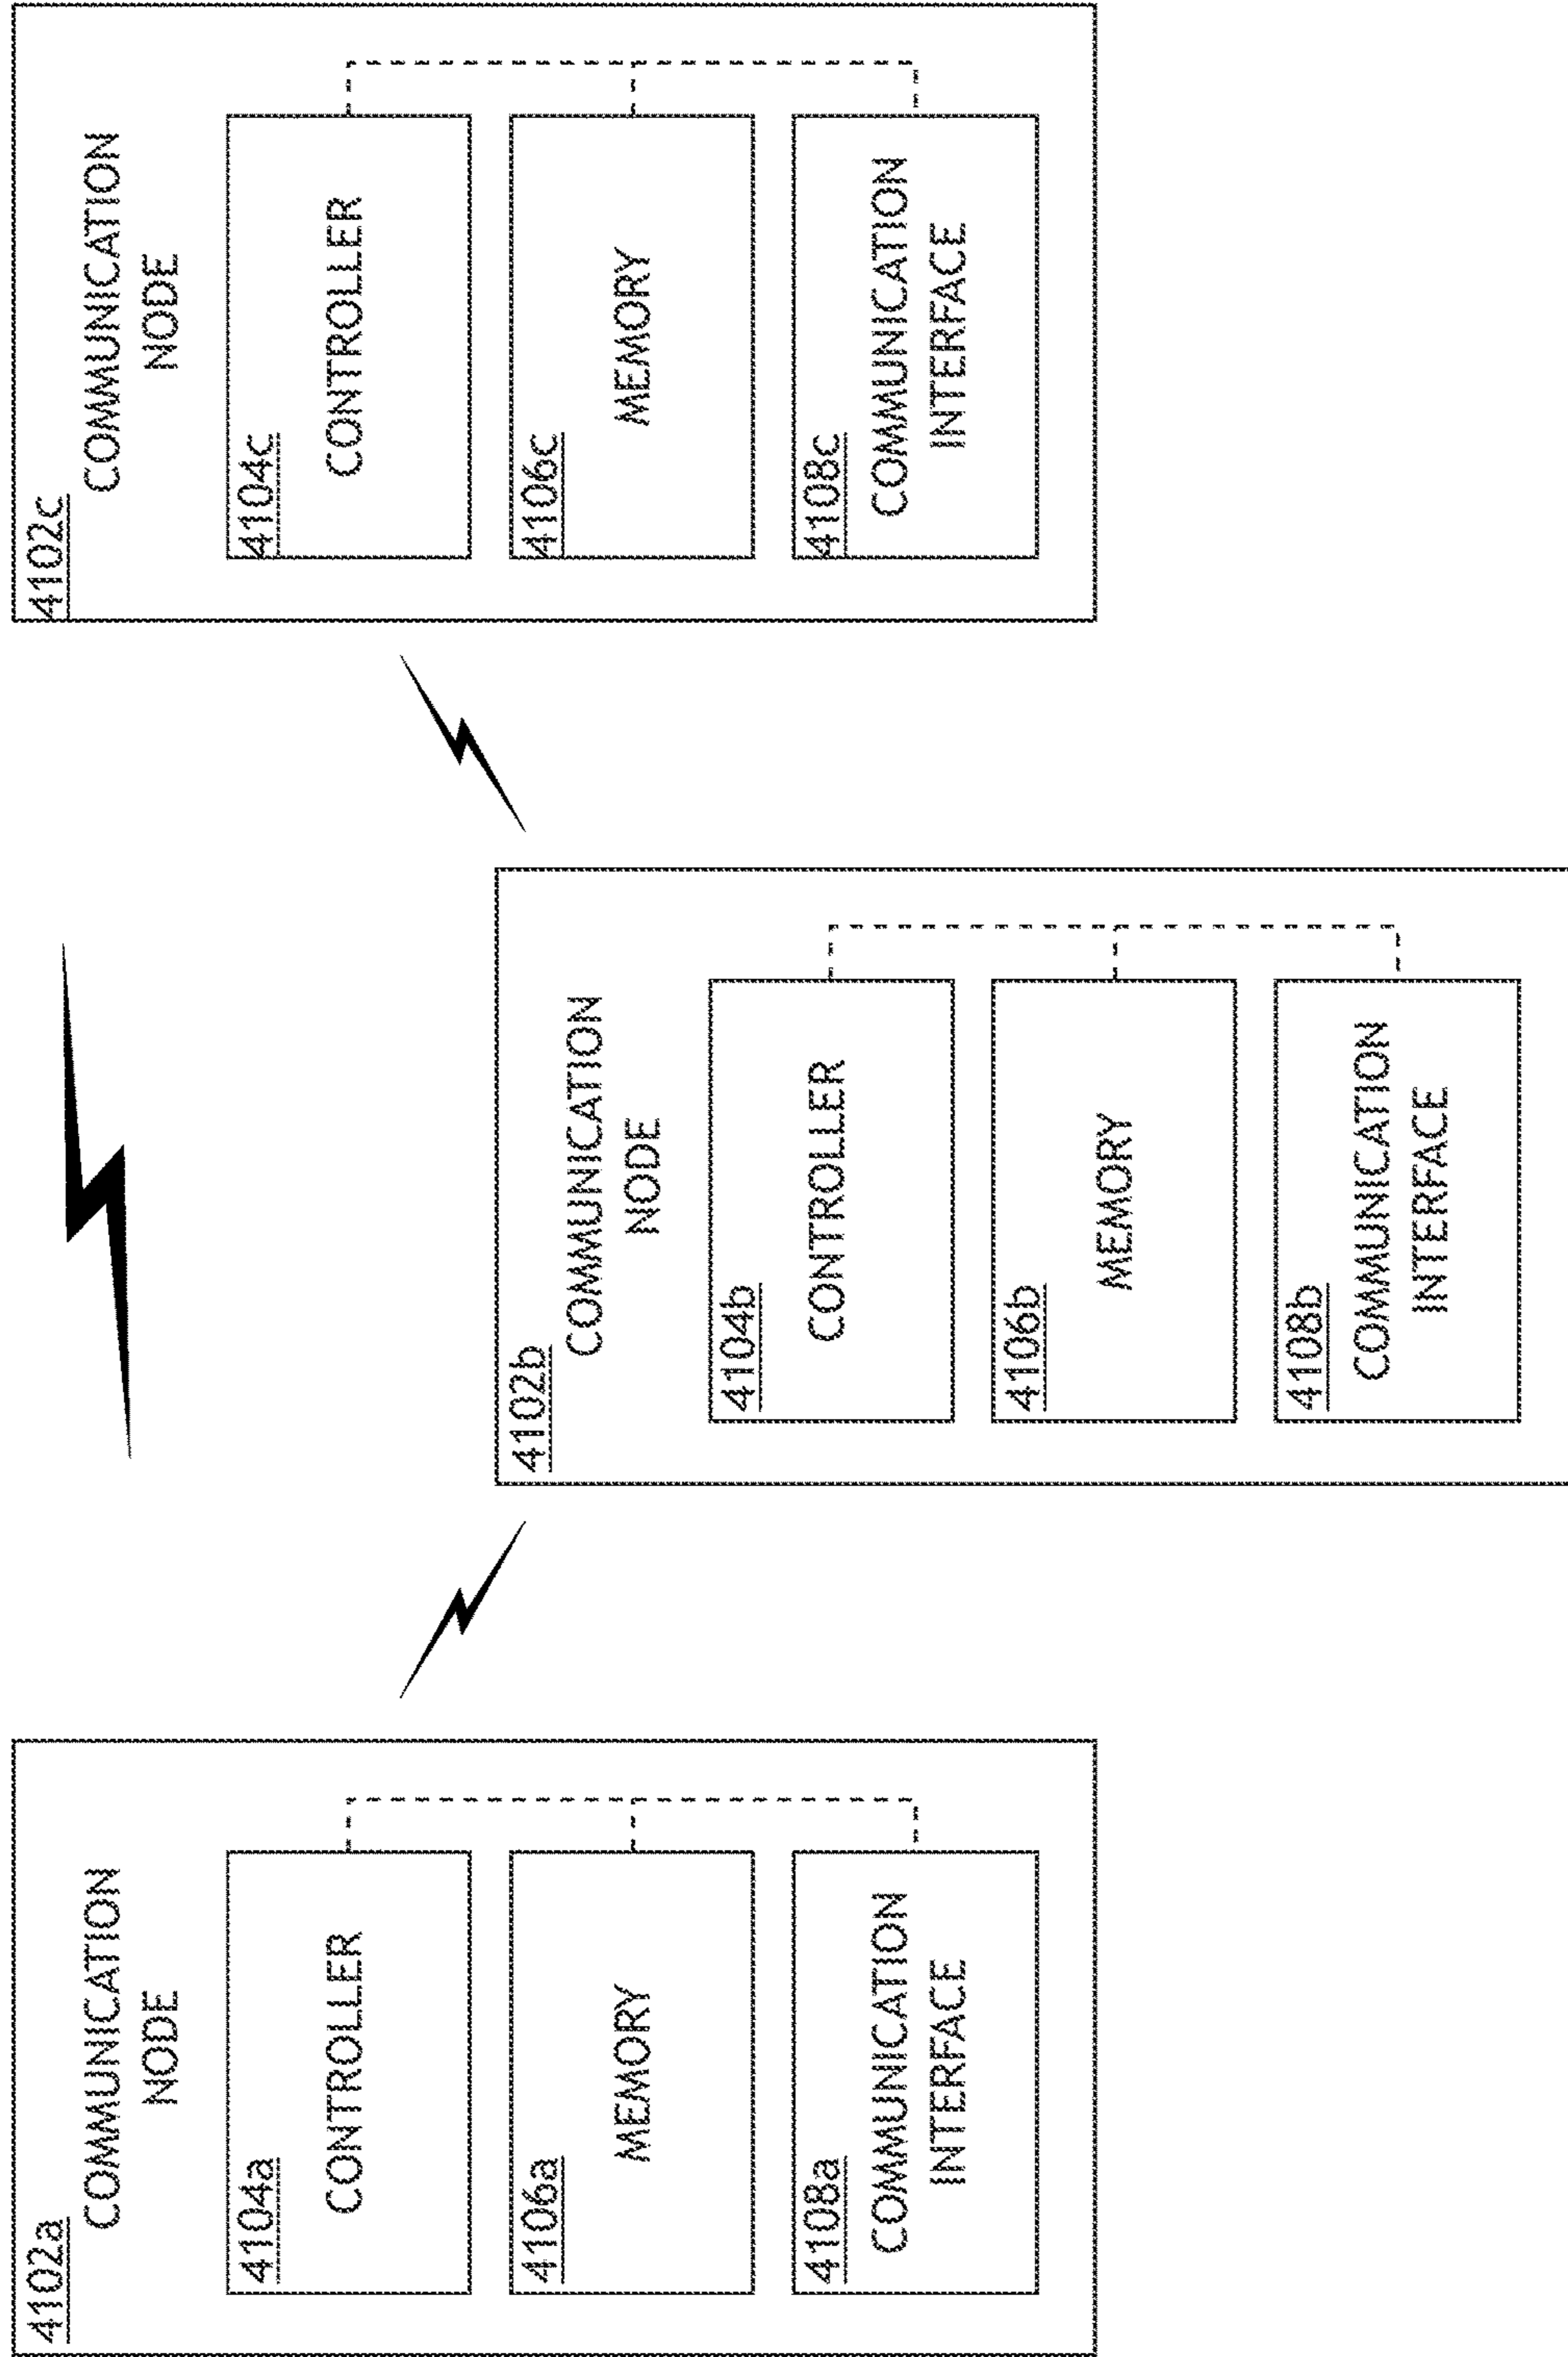 4102a
COMMUNICATION
NODE
4104a
CONTROLLER
4106a
MEMORY
4108a
COMMUNICATION
INTERFACE
4102b
COMMUNICATION
NODE
4104b
CONTROLLER
4106b
MEMORY
4108b
COMMUNICATION
INTERFACE
4102c
COMMUNICATION
NODE
4104c
CONTROLLER
4106c
MEMORY
4108c
COMMUNICATION
INTERFACE